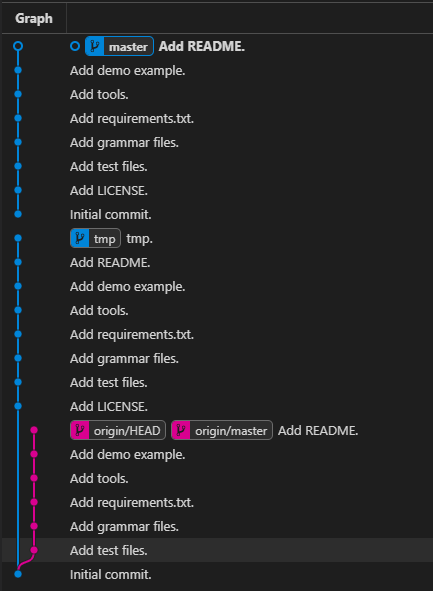 Graph
master Add README.
Add demo example.
Add tools.
Add requirements.txt.
Add grammar files.
Add test files.
Add LICENSE.
Initial commit.
tmp tmp.
Add README.
Add demo example.
Add tools.
Add requirements.txt.
Add grammar files.
Add test files.
Add LICENSE.
origin/HEAD origin/master Add README.
Add demo example.
Add tools.
Add requirements.txt.
Add grammar files.
Add test files.
Initial commit.